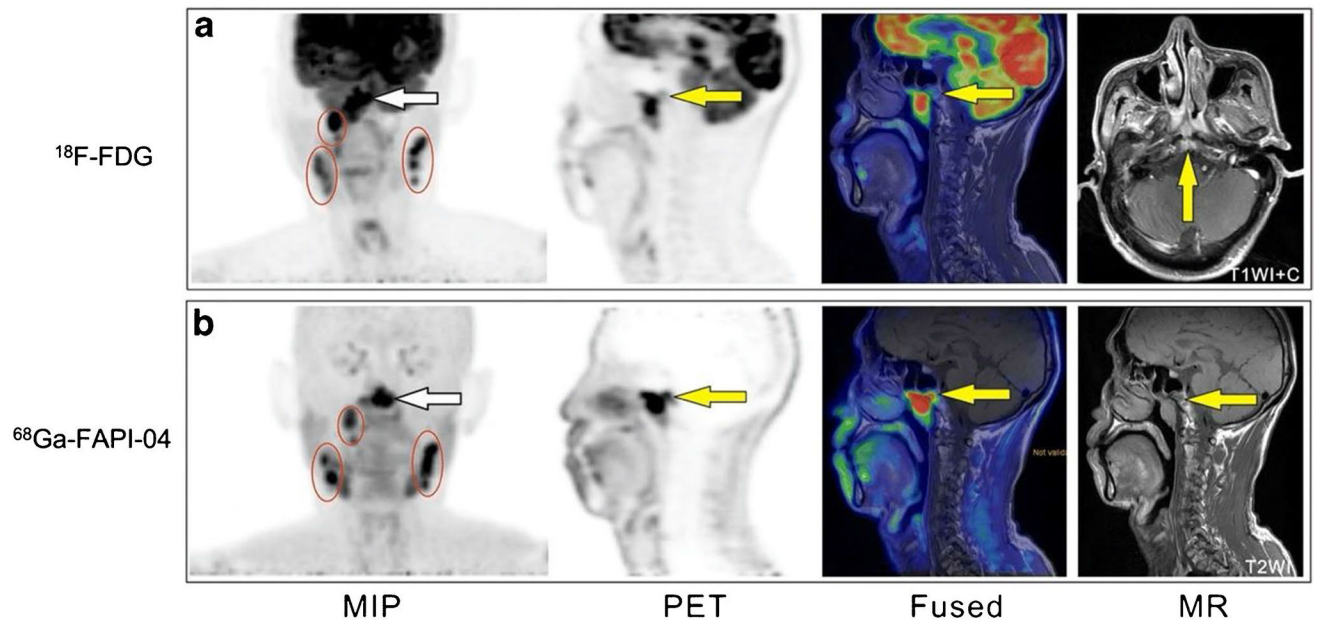 a
18F-FDG
T1WI+C
b
68Ga-FAPI-04
Not valid
T2WI
MIP PET Fused MR